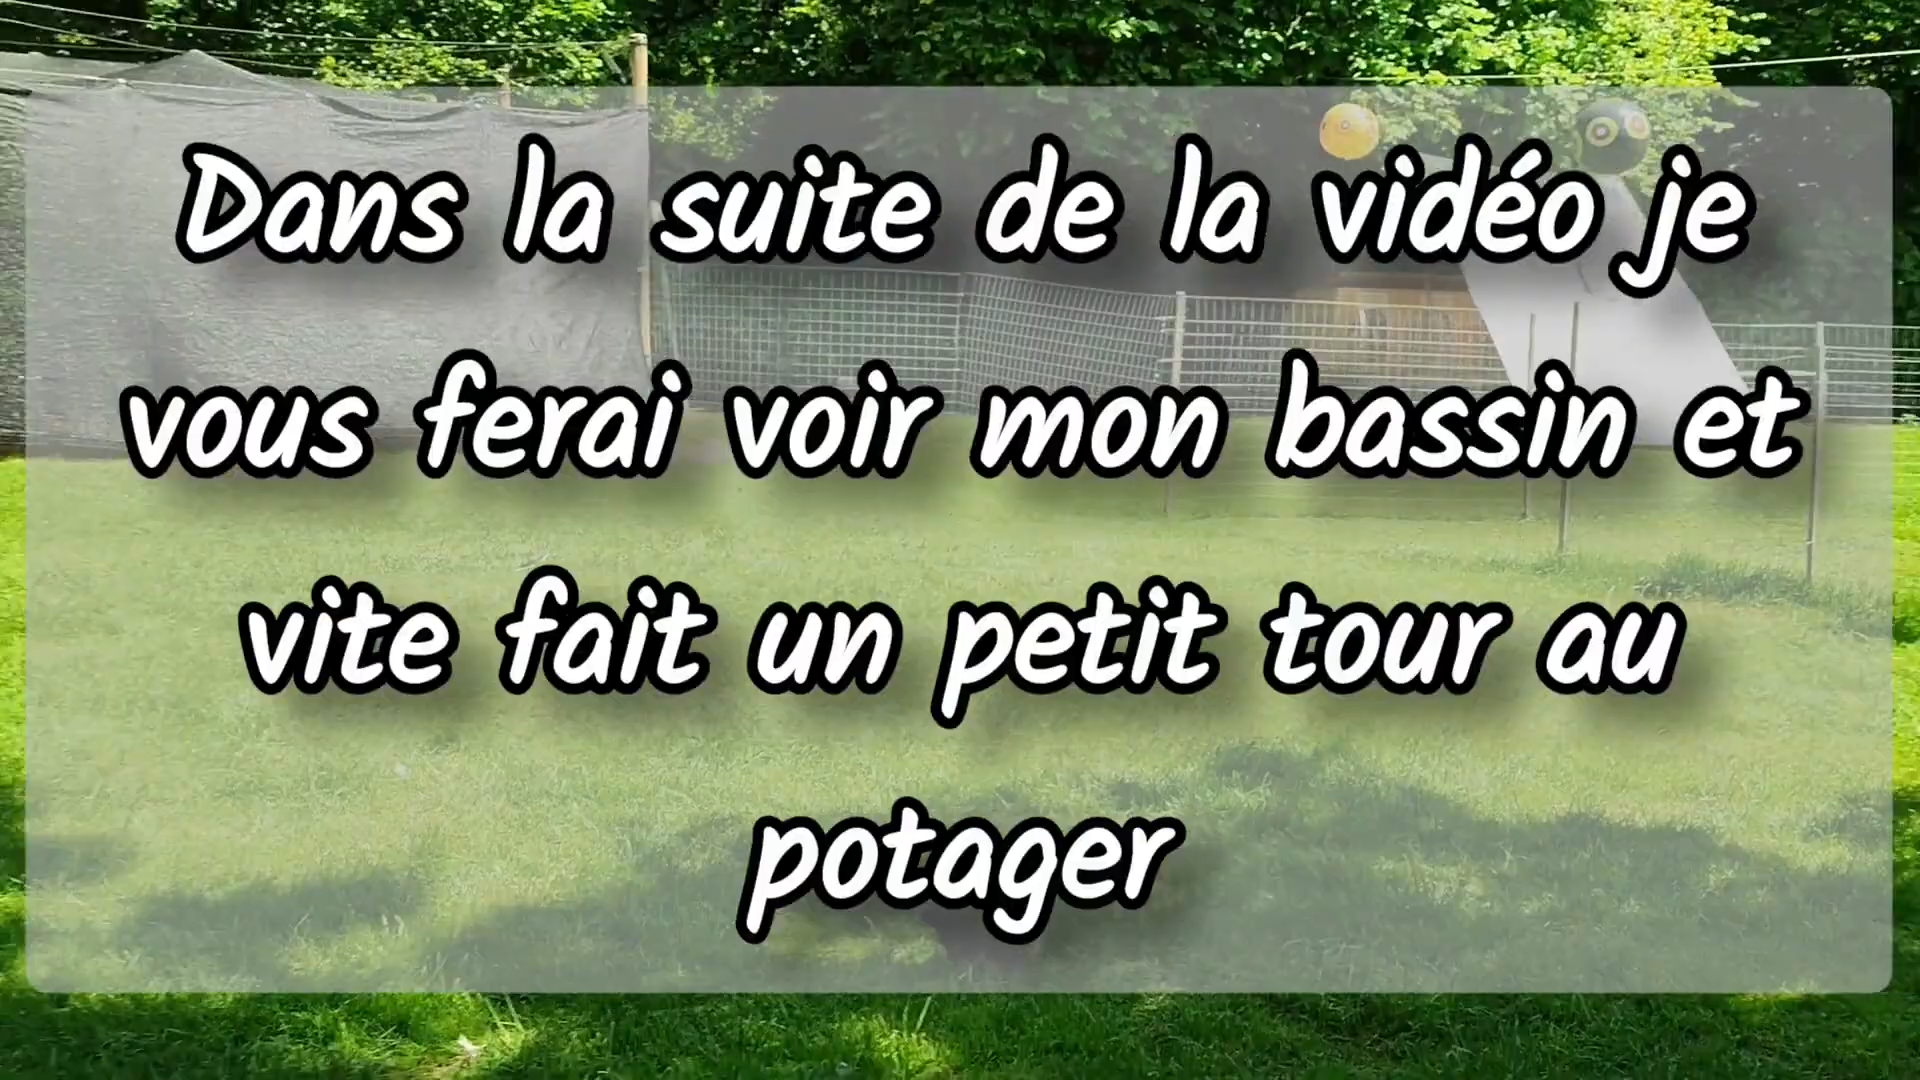 Dans la suite de la vidéo je
vous ferai voir mon bassin et
vite fait un petit tour au
potager